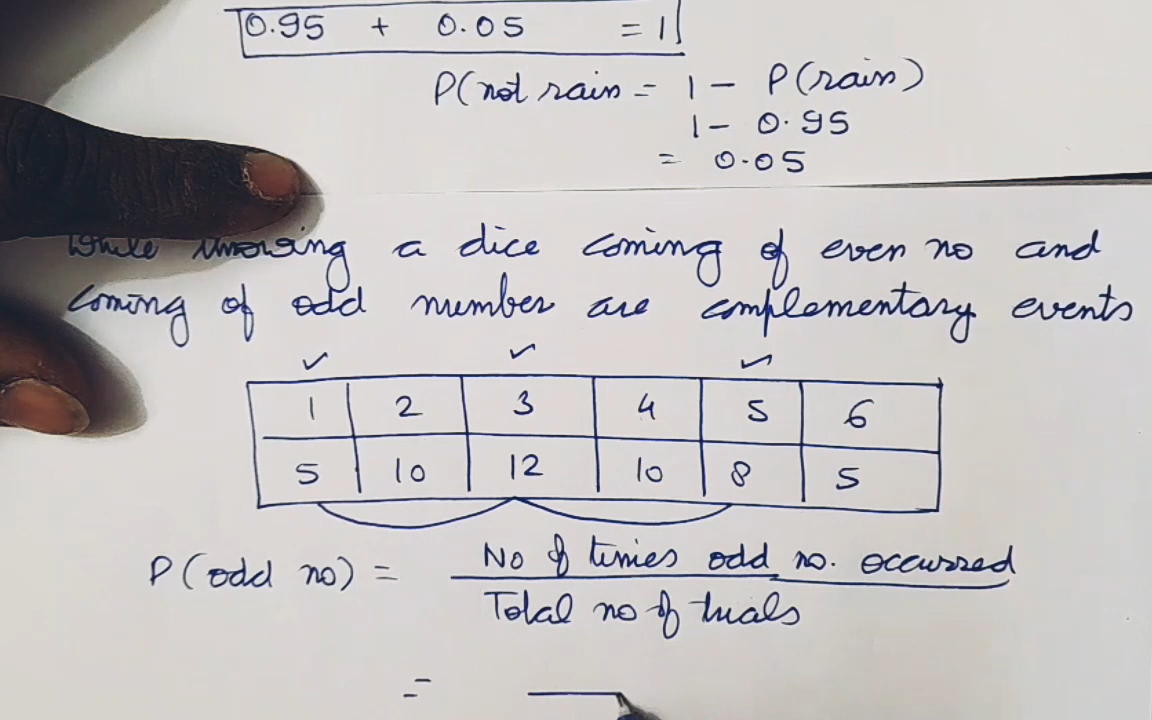 0.95 + 0.05 = 1
P(not rain = 1 - P(rain)
1 - 0.95
= 0.05
While throwing a dice coming of even no and
coming of odd number are complementary events
✓ ✓ ✓
1 2 3 4 5 6
5 10 12 10 8 5
P(odd no) = No of times odd no. occurred
Total no of trials
=